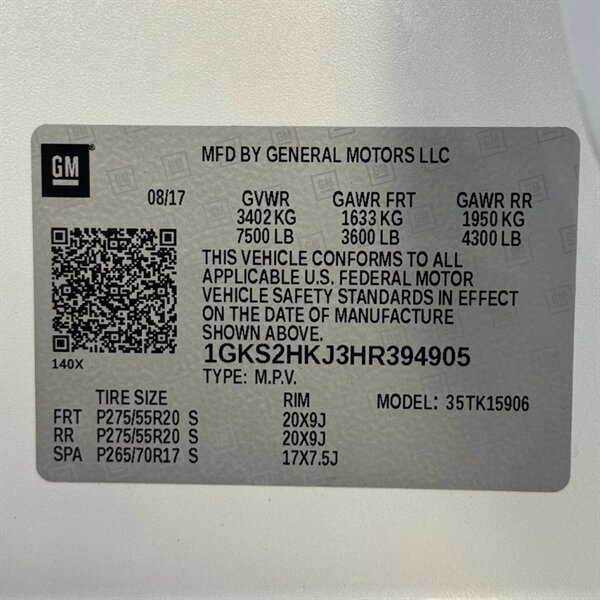 GM
MFD BY GENERAL MOTORS LLC
08/17 GVWR GAWR FRT GAWR RR
3402 KG 1633 KG 1950 KG
7500 LB 3600 LB 4300 LB
THIS VEHICLE CONFORMS TO ALL
APPLICABLE U.S. FEDERAL MOTOR
VEHICLE SAFETY STANDARDS IN EFFECT
ON THE DATE OF MANUFACTURE
SHOWN ABOVE.
140X
1GKS2HKJ3HR394905
TYPE: M.P.V.
TIRE SIZE RIM MODEL: 35TK15906
FRT P275/55R20 S 20X9J
RR P275/55R20 S 20X9J
SPA P265/70R17 S 17X7.5J